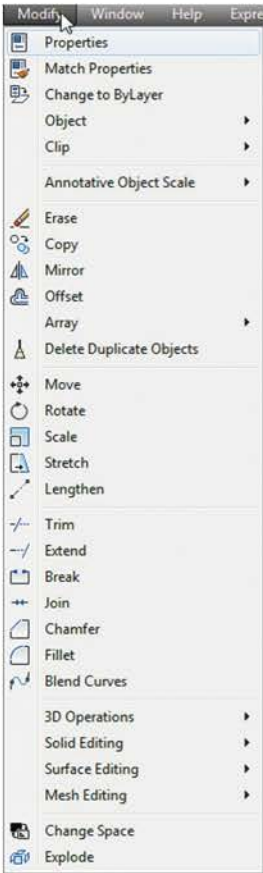 Modify Window Help Expre
Properties
Match Properties
Change to ByLayer
Object
Clip
Annotative Object Scale
Erase
Copy
Mirror
Offset
Array
Delete Duplicate Objects
Move
Rotate
Scale
Stretch
Lengthen
Trim
Extend
Break
Join
Chamfer
Fillet
Blend Curves
3D Operations
Solid Editing
Surface Editing
Mesh Editing
Change Space
Explode